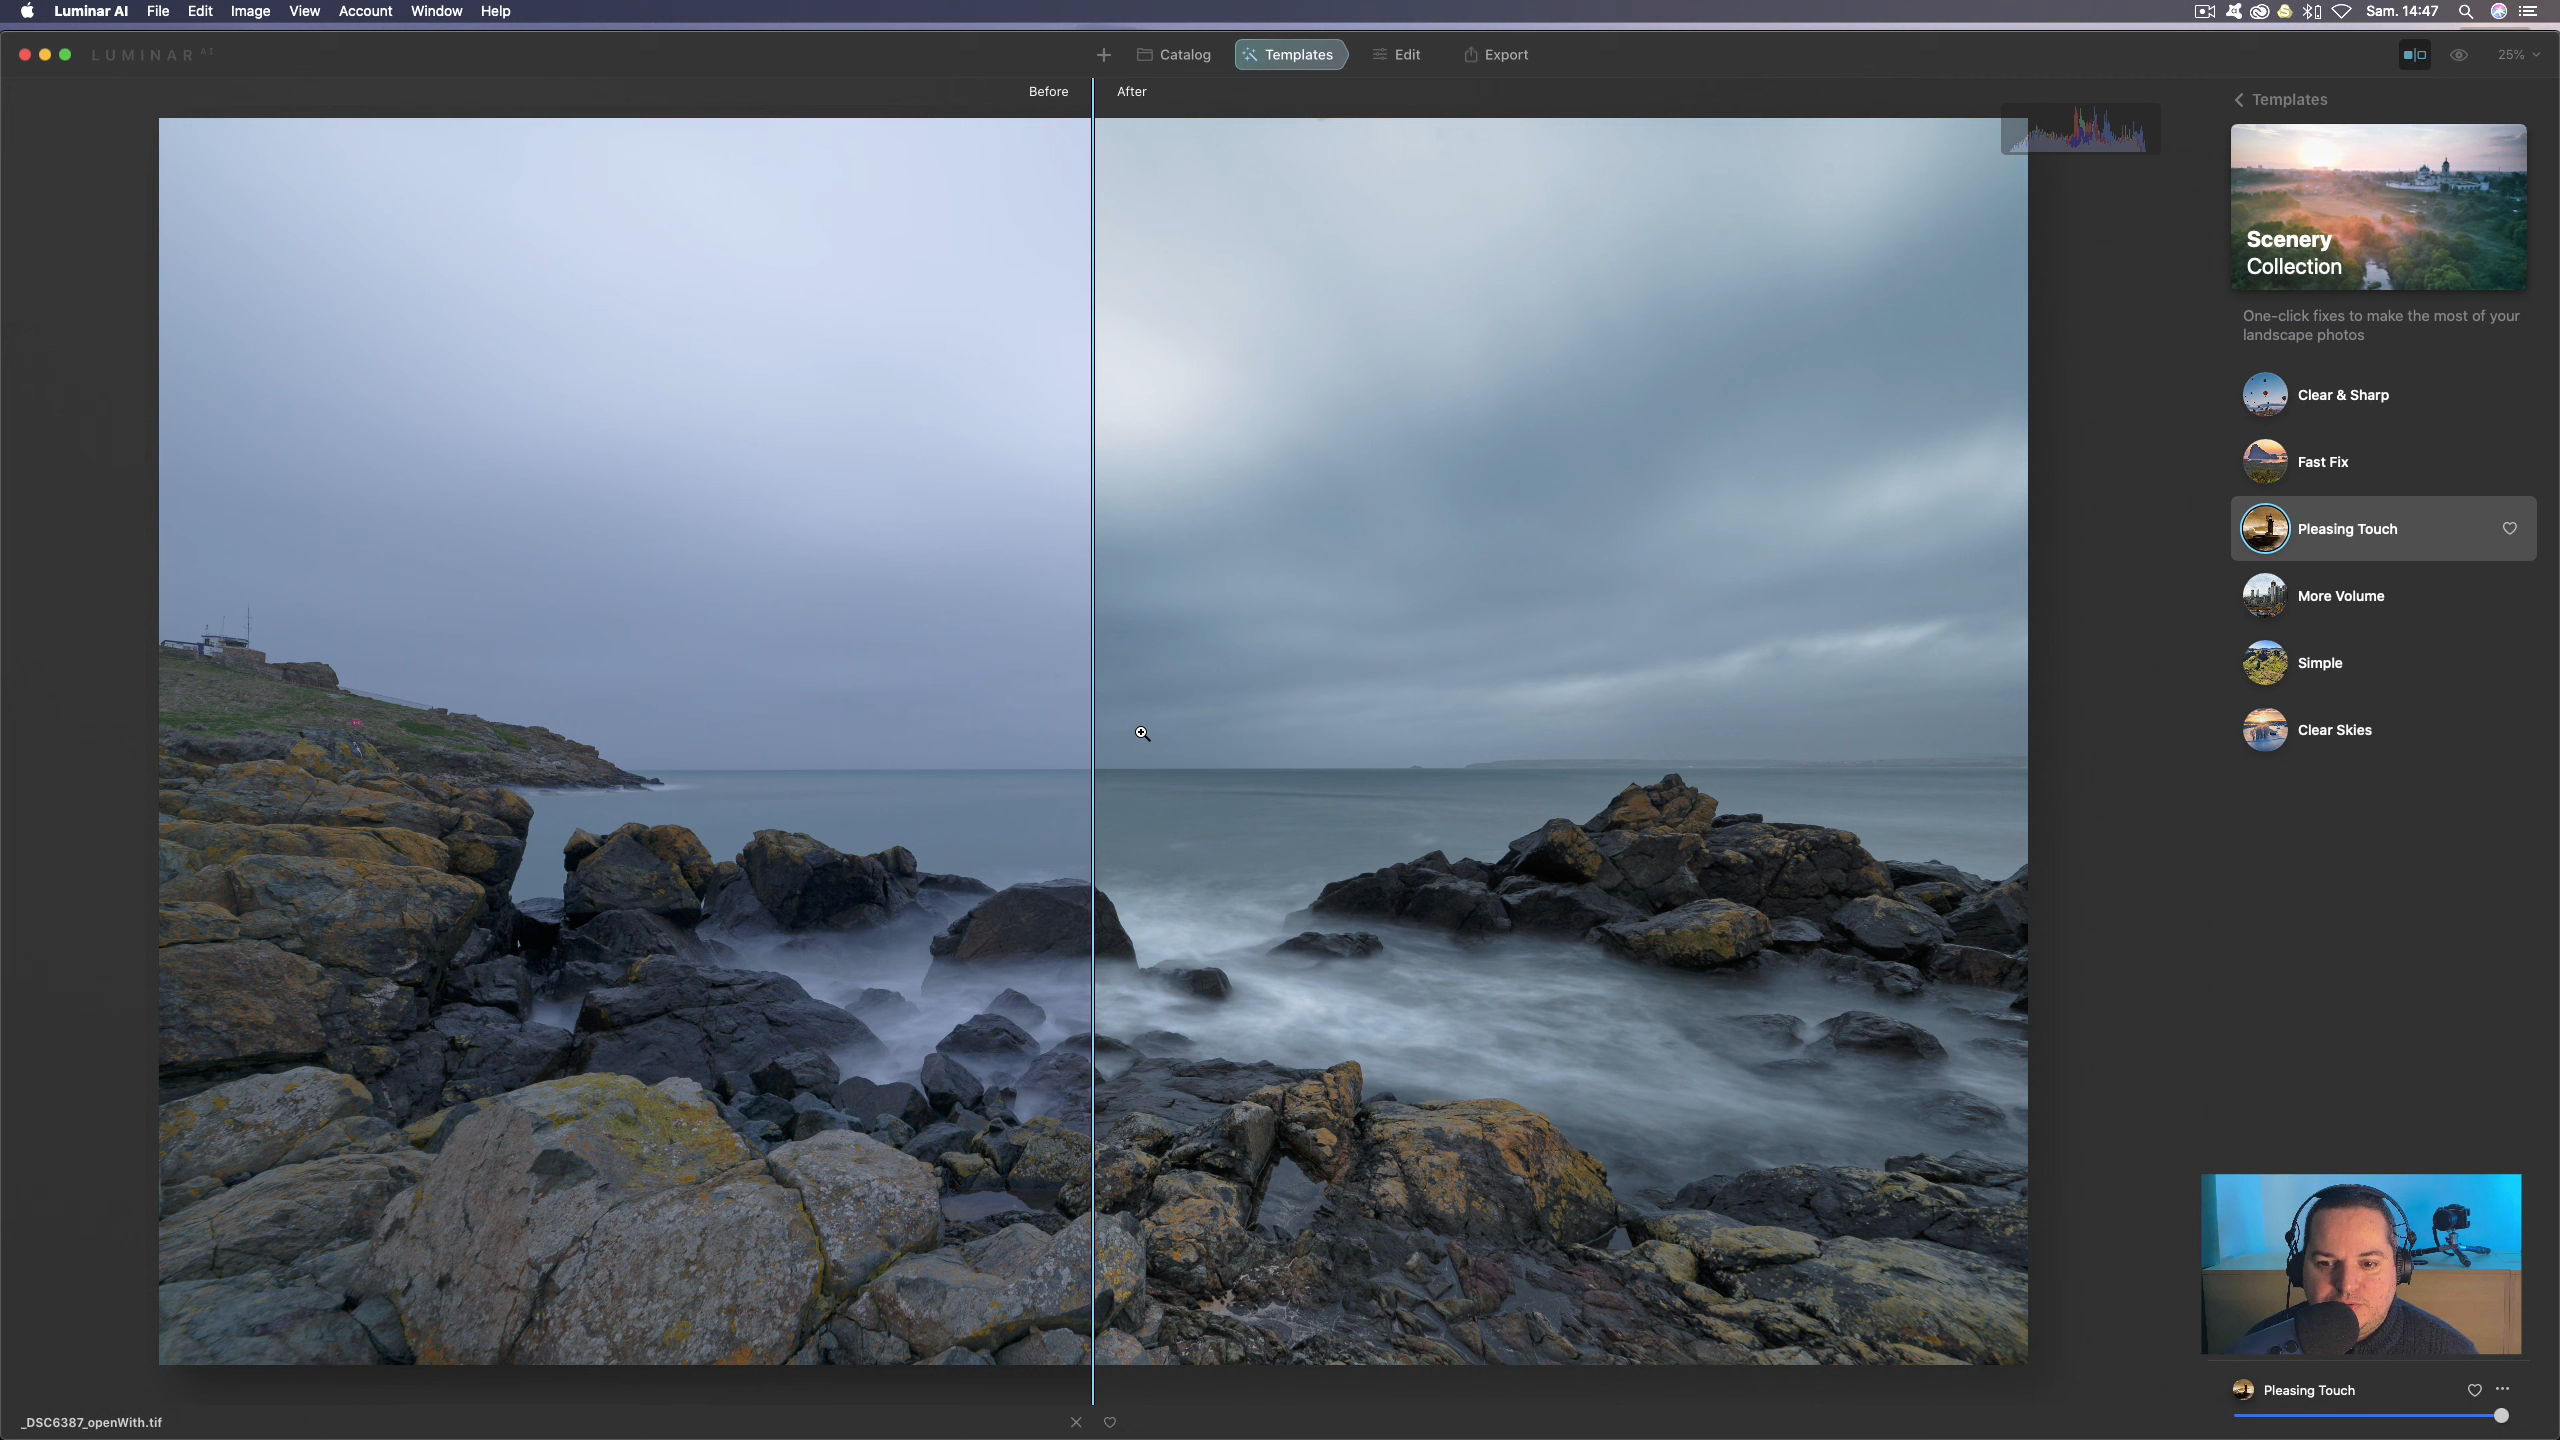 Luminar AI File Edit Image View Account Window Help Sam. 14:47
LUMINAR AI Catalog Templates Edit Export 25%
Before After
Templates
Scenery
Collection
One-click fixes to make the most of your
landscape photos
Clear & Sharp
Fast Fix
Pleasing Touch
More Volume
Simple
Clear Skies
Pleasing Touch
_DSC6387_openWith.tif